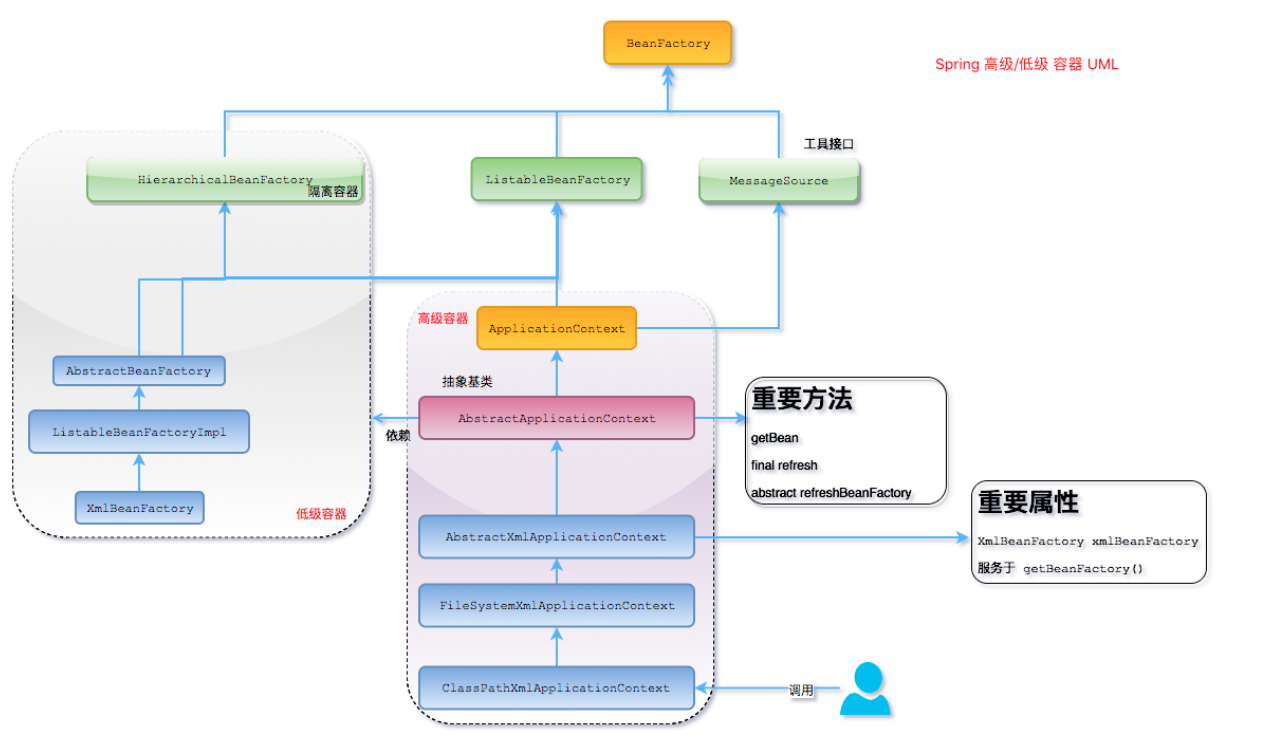 BeanFactory
Spring 高级/低级 容器 UML
工具接口
HierarchicalBeanFactory
隔离容器
ListableBeanFactory
MessageSource
高级容器
ApplicationContext
AbstractBeanFactory
抽象基类
AbstractApplicationContext
依赖
重要方法
getBean
final refresh
abstract refreshBeanFactory
ListableBeanFactoryImpl
XmlBeanFactory
低级容器
AbstractXmlApplicationContext
重要属性
XmlBeanFactory xmlBeanFactory
服务于 getBeanFactory()
FileSystemXmlApplicationContext
ClassPathXmlApplicationContext
调用